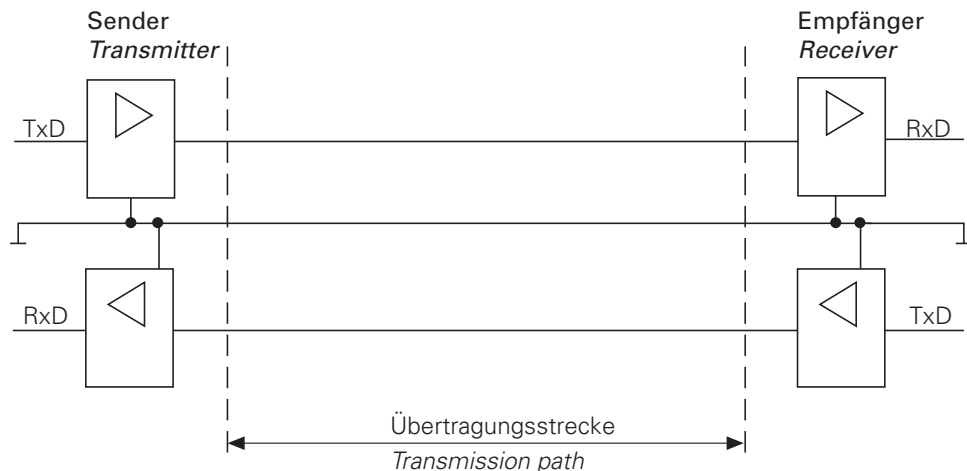 Sender
Transmitter
Empfänger
Receiver
TxD
RxD
RxD
TxD
Übertragungsstrecke
Transmission path